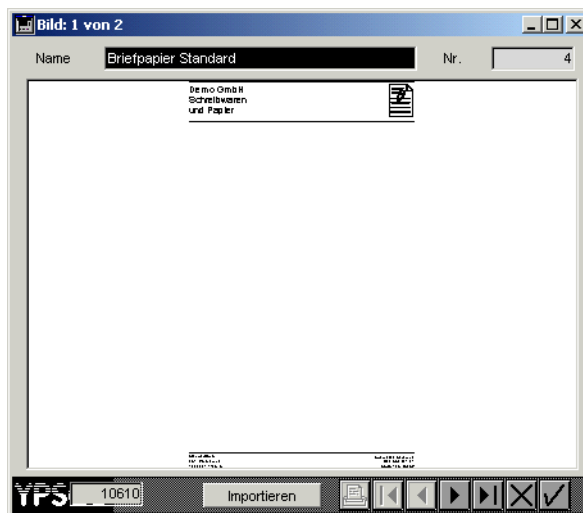 Bild: 1 von 2
Name Briefpapier Standard Nr. 4
Demo GmbH
Schreibwaren
und Papier
YPS 10610 Importieren